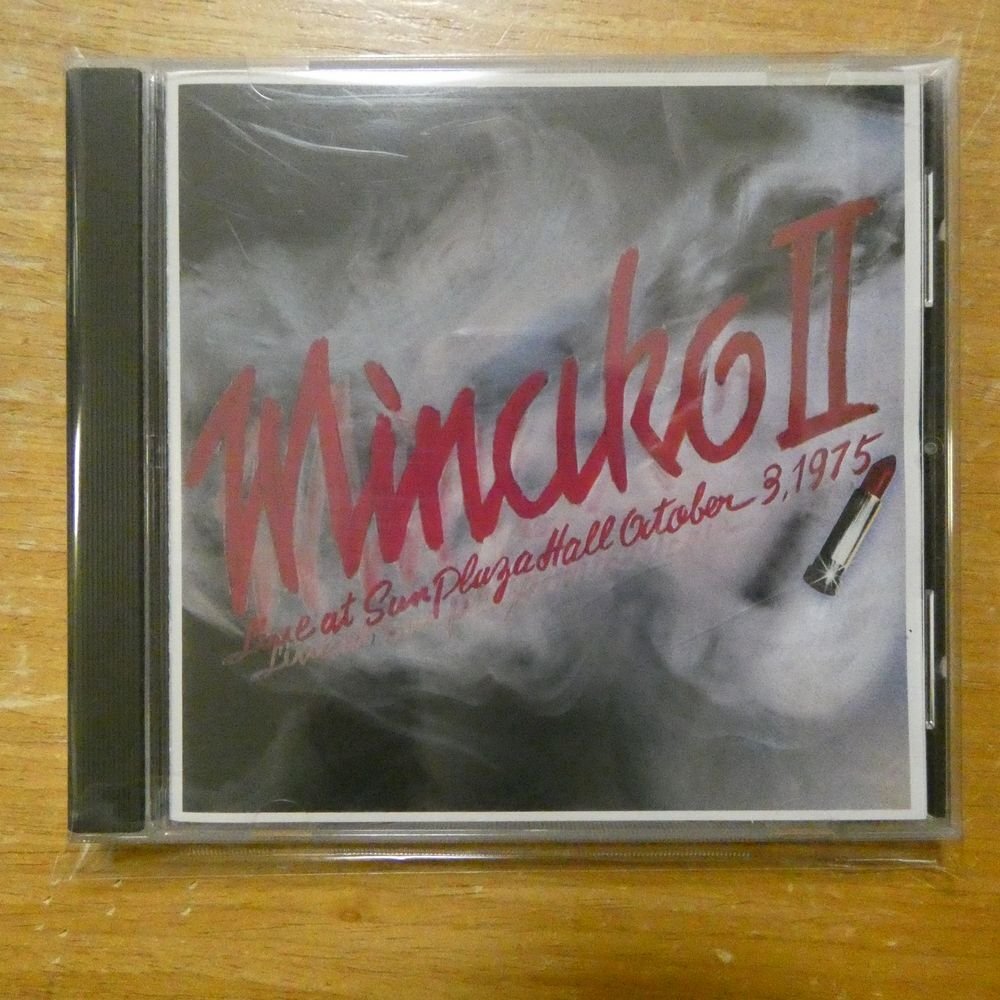 Minako II
Live at Sun Plaza Hall October 3, 1975